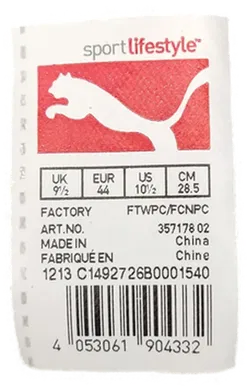 sportlifestyle™
UK EUR US CM
9½ 44 10½ 28.5
FACTORY FTWPC/FCNPC
ART.NO. 357178 02
MADE IN China
FABRIQUÉ EN Chine
1213 C1492726B0001540
4 053061 904332